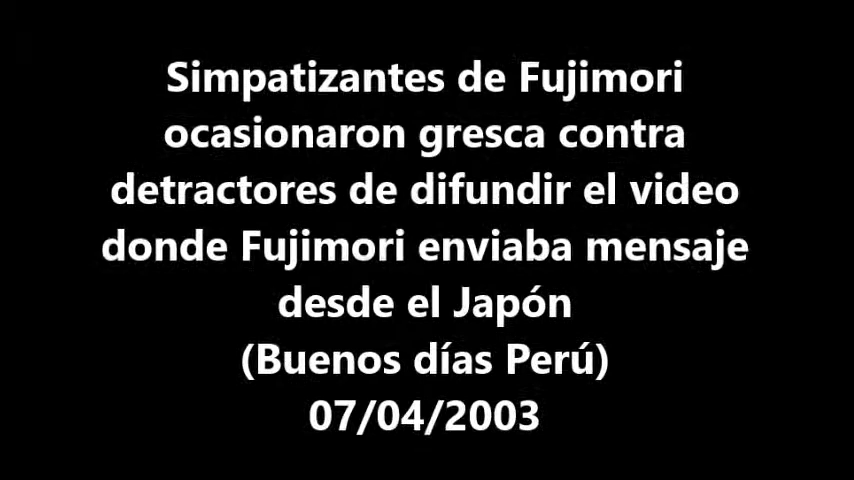 Simpatizantes de Fujimori
ocasionaron gresca contra
detractores de difundir el video
donde Fujimori enviaba mensaje
desde el Japón
(Buenos días Perú)
07/04/2003